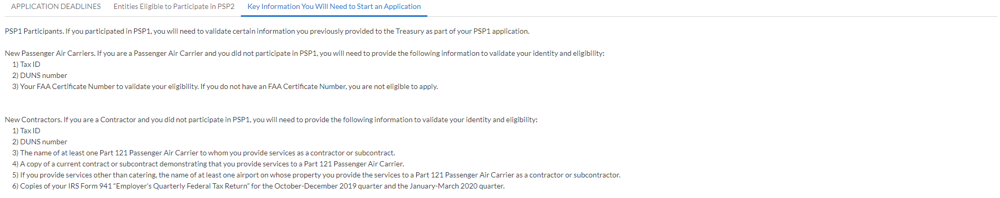 APPLICATION DEADLINES Entities Eligible to Participate in PSP2 Key Information You Will Need to Start an Application
PSP1 Participants. If you participated in PSP1, you will need to validate certain information you previously provided to the Treasury as part of your PSP1 application.
New Passenger Air Carriers. If you are a Passenger Air Carrier and you did not participate in PSP1, you will need to provide the following information to validate your identity and eligibility:
1) Tax ID
2) DUNS number
3) Your FAA Certificate Number to validate your eligibility. If you do not have an FAA Certificate Number, you are not eligible to apply.
New Contractors. If you are a Contractor and you did not participate in PSP1, you will need to provide the following information to validate your identity and eligibility:
1) Tax ID
2) DUNS number
3) The name of at least one Part 121 Passenger Air Carrier to whom you provide services as a contractor or subcontract.
4) A copy of a current contract or subcontract demonstrating that you provide services to a Part 121 Passenger Air Carrier.
5) If you provide services other than catering, the name of at least one airport on whose property you provide the services to a Part 121 Passenger Air Carrier as a contractor or subcontractor.
6) Copies of your IRS Form 941 “Employer’s Quarterly Federal Tax Return” for the October-December 2019 quarter and the January-March 2020 quarter.